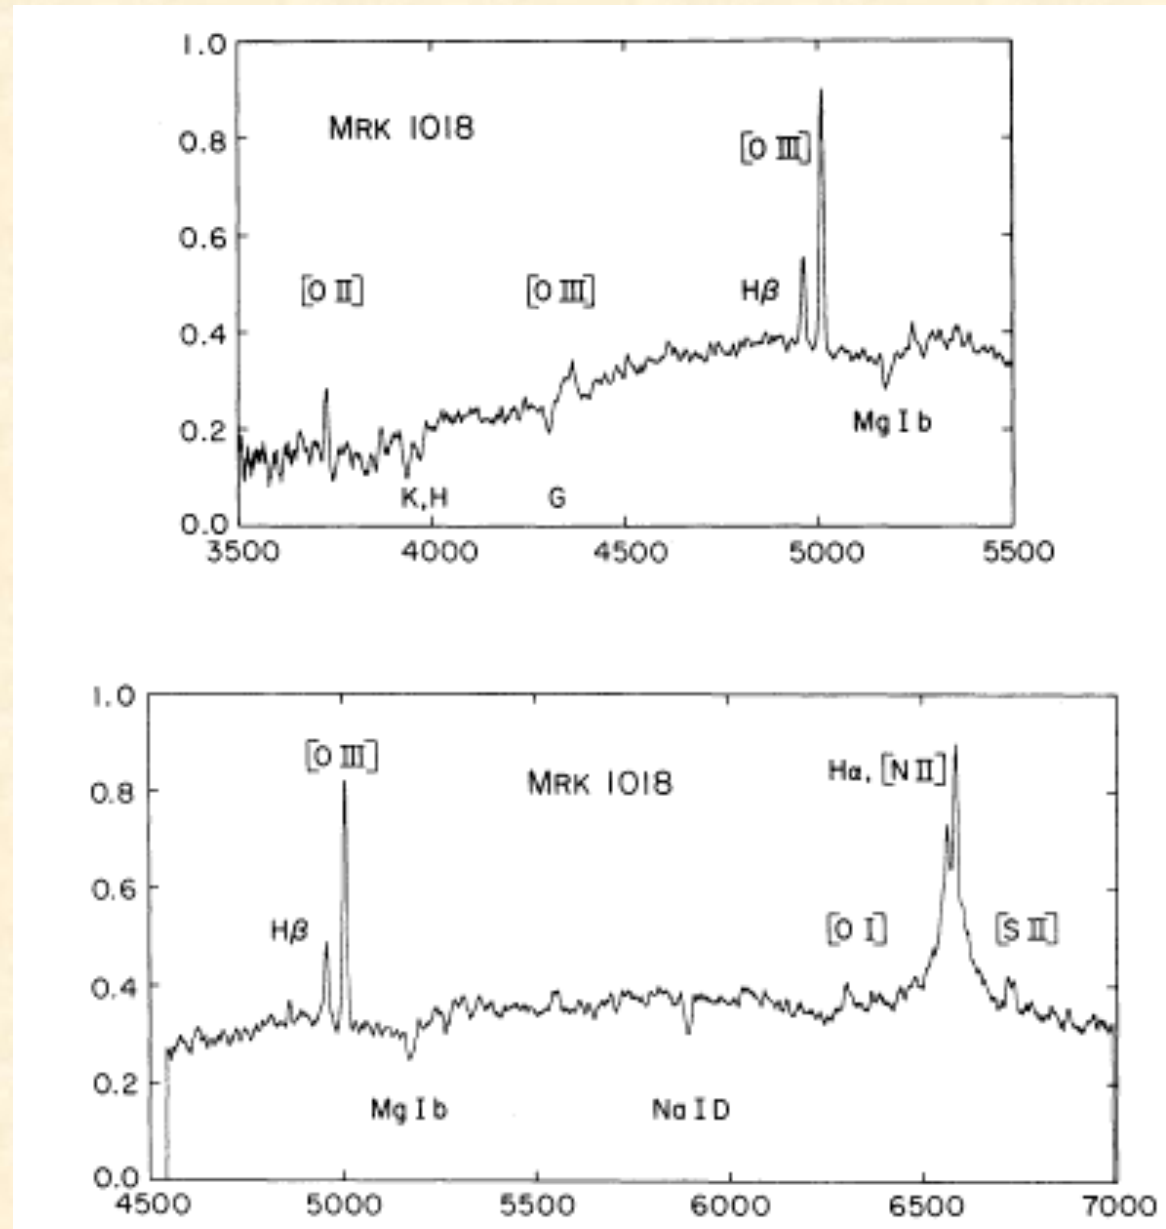 1.0
MRK 1018
[O III]
0.8
0.6
[O II] [O III] Hβ
0.4
Mg I b
0.2
K,H G
0.0
3500 4000 4500 5000 5500
1.0
[O III] MRK 1018 Hα, [N II]
0.8
0.6
Hβ [O I] [S II]
0.4
0.2
Mg I b Na I D
0.0
4500 5000 5500 6000 6500 7000